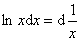 ln xdx = d 1/x